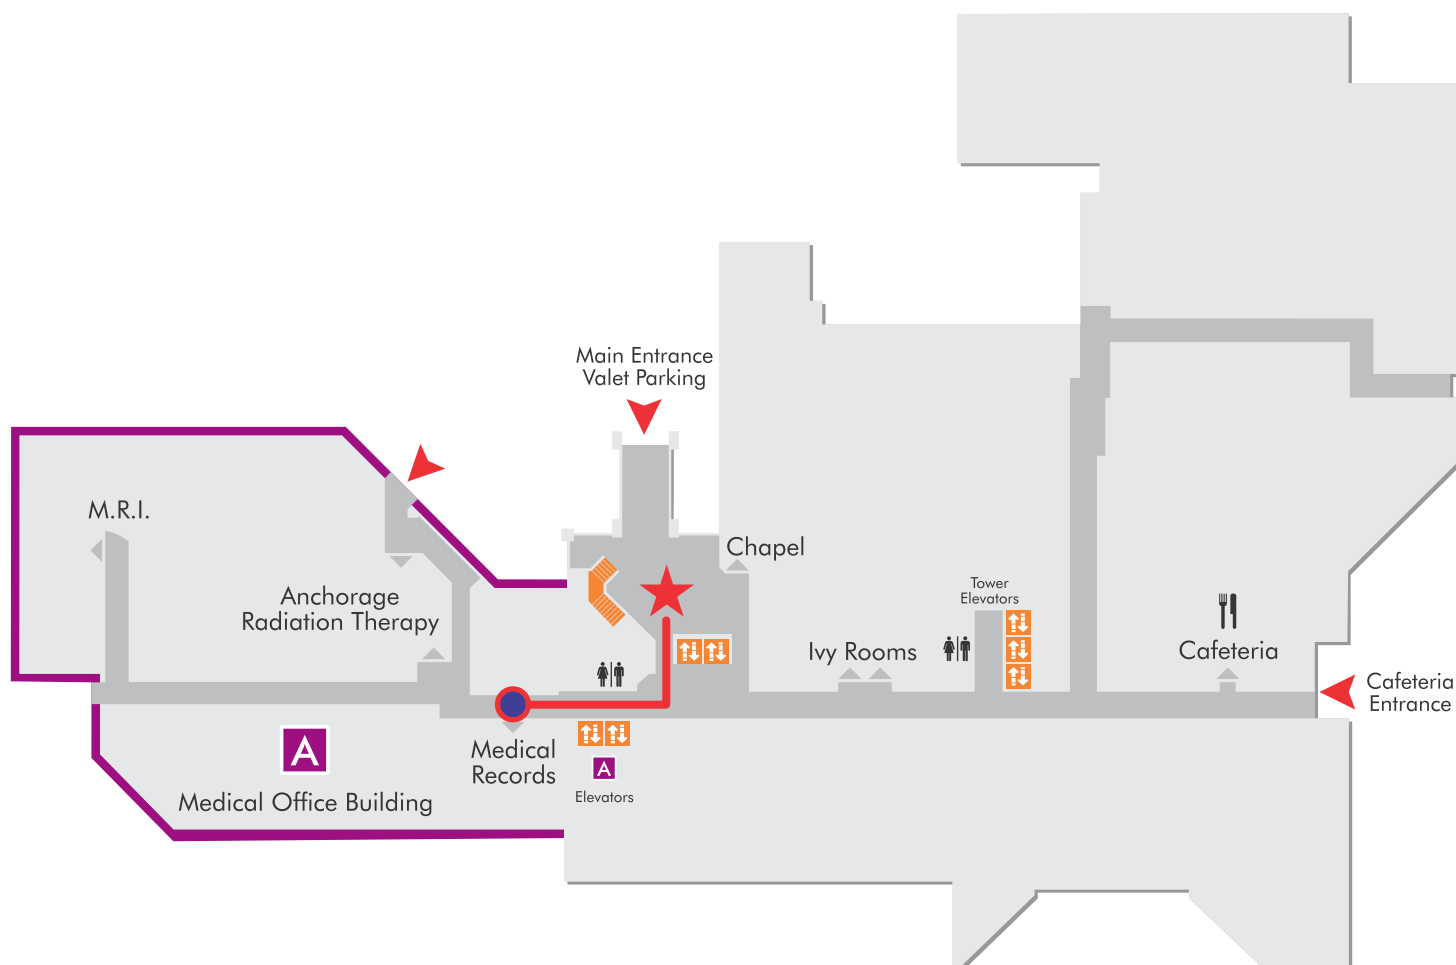 Main Entrance
Valet Parking
M.R.I.
Chapel
Anchorage
Radiation Therapy
Tower
Elevators
Ivy Rooms
Cafeteria
Cafeteria
Entrance
A
Medical Office Building
Medical
Records
A
Elevators